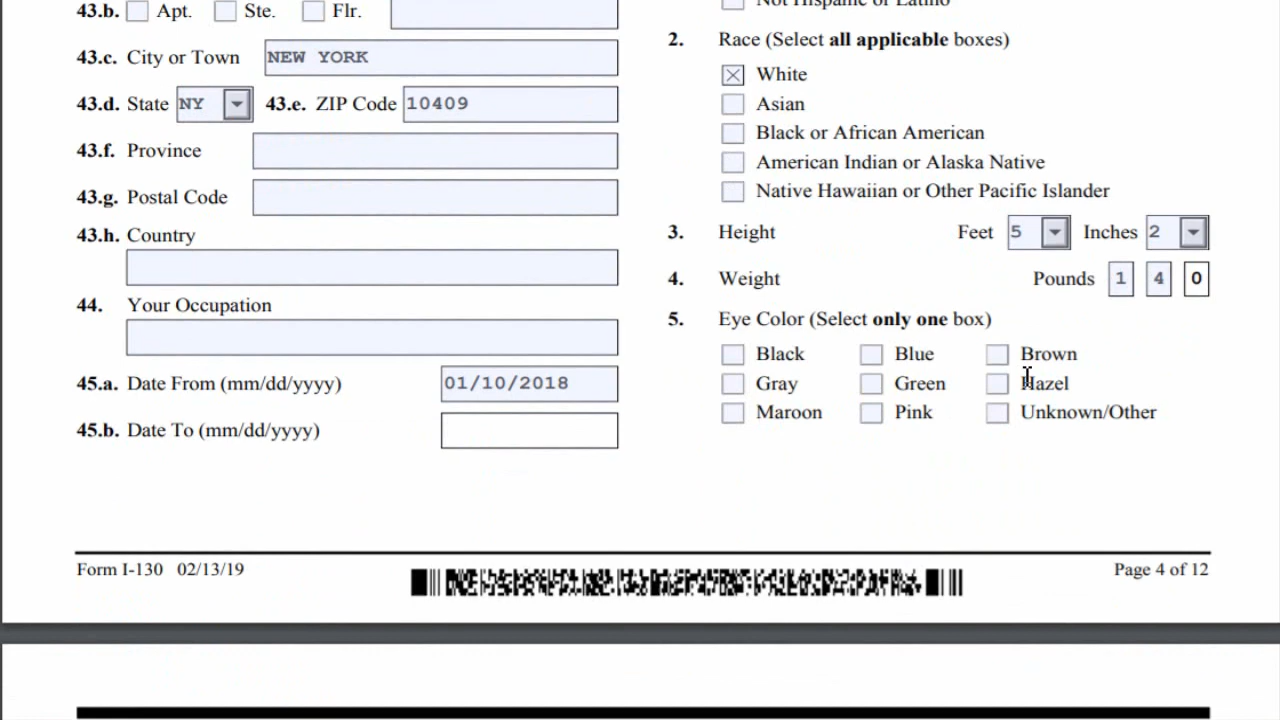 43.b. Apt. Ste. Flr.
43.c. City or Town NEW YORK
43.d. State NY 43.e. ZIP Code 10409
43.f. Province
43.g. Postal Code
43.h. Country
44. Your Occupation
45.a. Date From (mm/dd/yyyy) 01/10/2018
45.b. Date To (mm/dd/yyyy)
Not Hispanic or Latino
2. Race (Select all applicable boxes)
White
Asian
Black or African American
American Indian or Alaska Native
Native Hawaiian or Other Pacific Islander
3. Height Feet 5 Inches 2
4. Weight Pounds 1 4 0
5. Eye Color (Select only one box)
Black Blue Brown
Gray Green Hazel
Maroon Pink Unknown/Other
Form I-130 02/13/19
Page 4 of 12